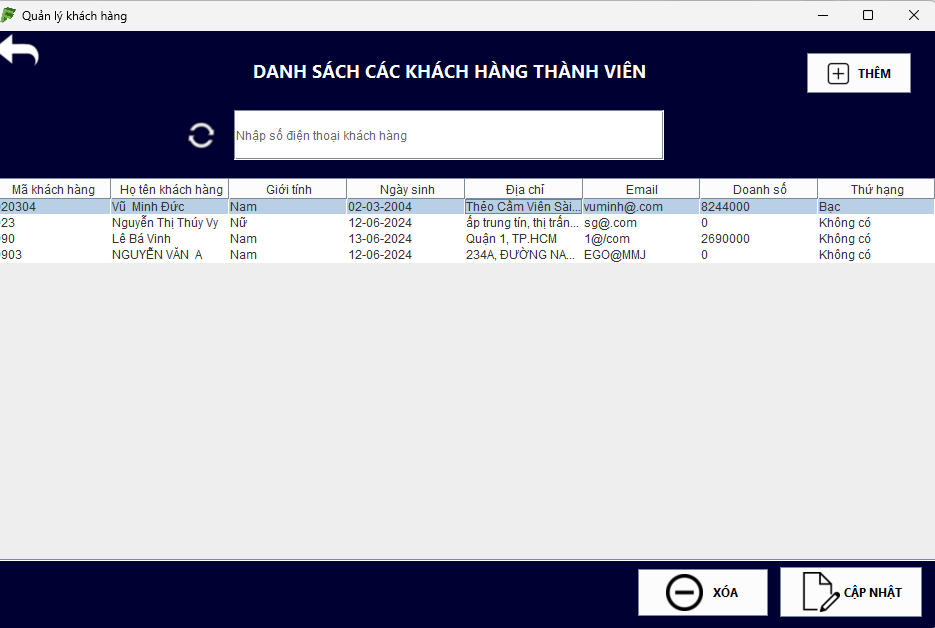 Quản lý khách hàng
DANH SÁCH CÁC KHÁCH HÀNG THÀNH VIÊN
THÊM
Nhập số điện thoại khách hàng
Mã khách hàng Họ tên khách hàng Giới tính Ngày sinh Địa chỉ Email Doanh số Thứ hạng
020304 Vũ Minh Đức Nam 02-03-2004 Thẻo Cầm Viên Sài... vuminh@.com 8244000 Bạc
23 Nguyễn Thị Thúy Vy Nữ 12-06-2024 ấp trung tín, thị trấn... sg@.com 0 Không có
90 Lê Bá Vinh Nam 13-06-2024 Quận 1, TP.HCM 1@/com 2690000 Không có
903 NGUYỄN VĂN A Nam 12-06-2024 234A, ĐƯỜNG NA... EGO@MMJ 0 Không có
XÓA
CẬP NHẬT